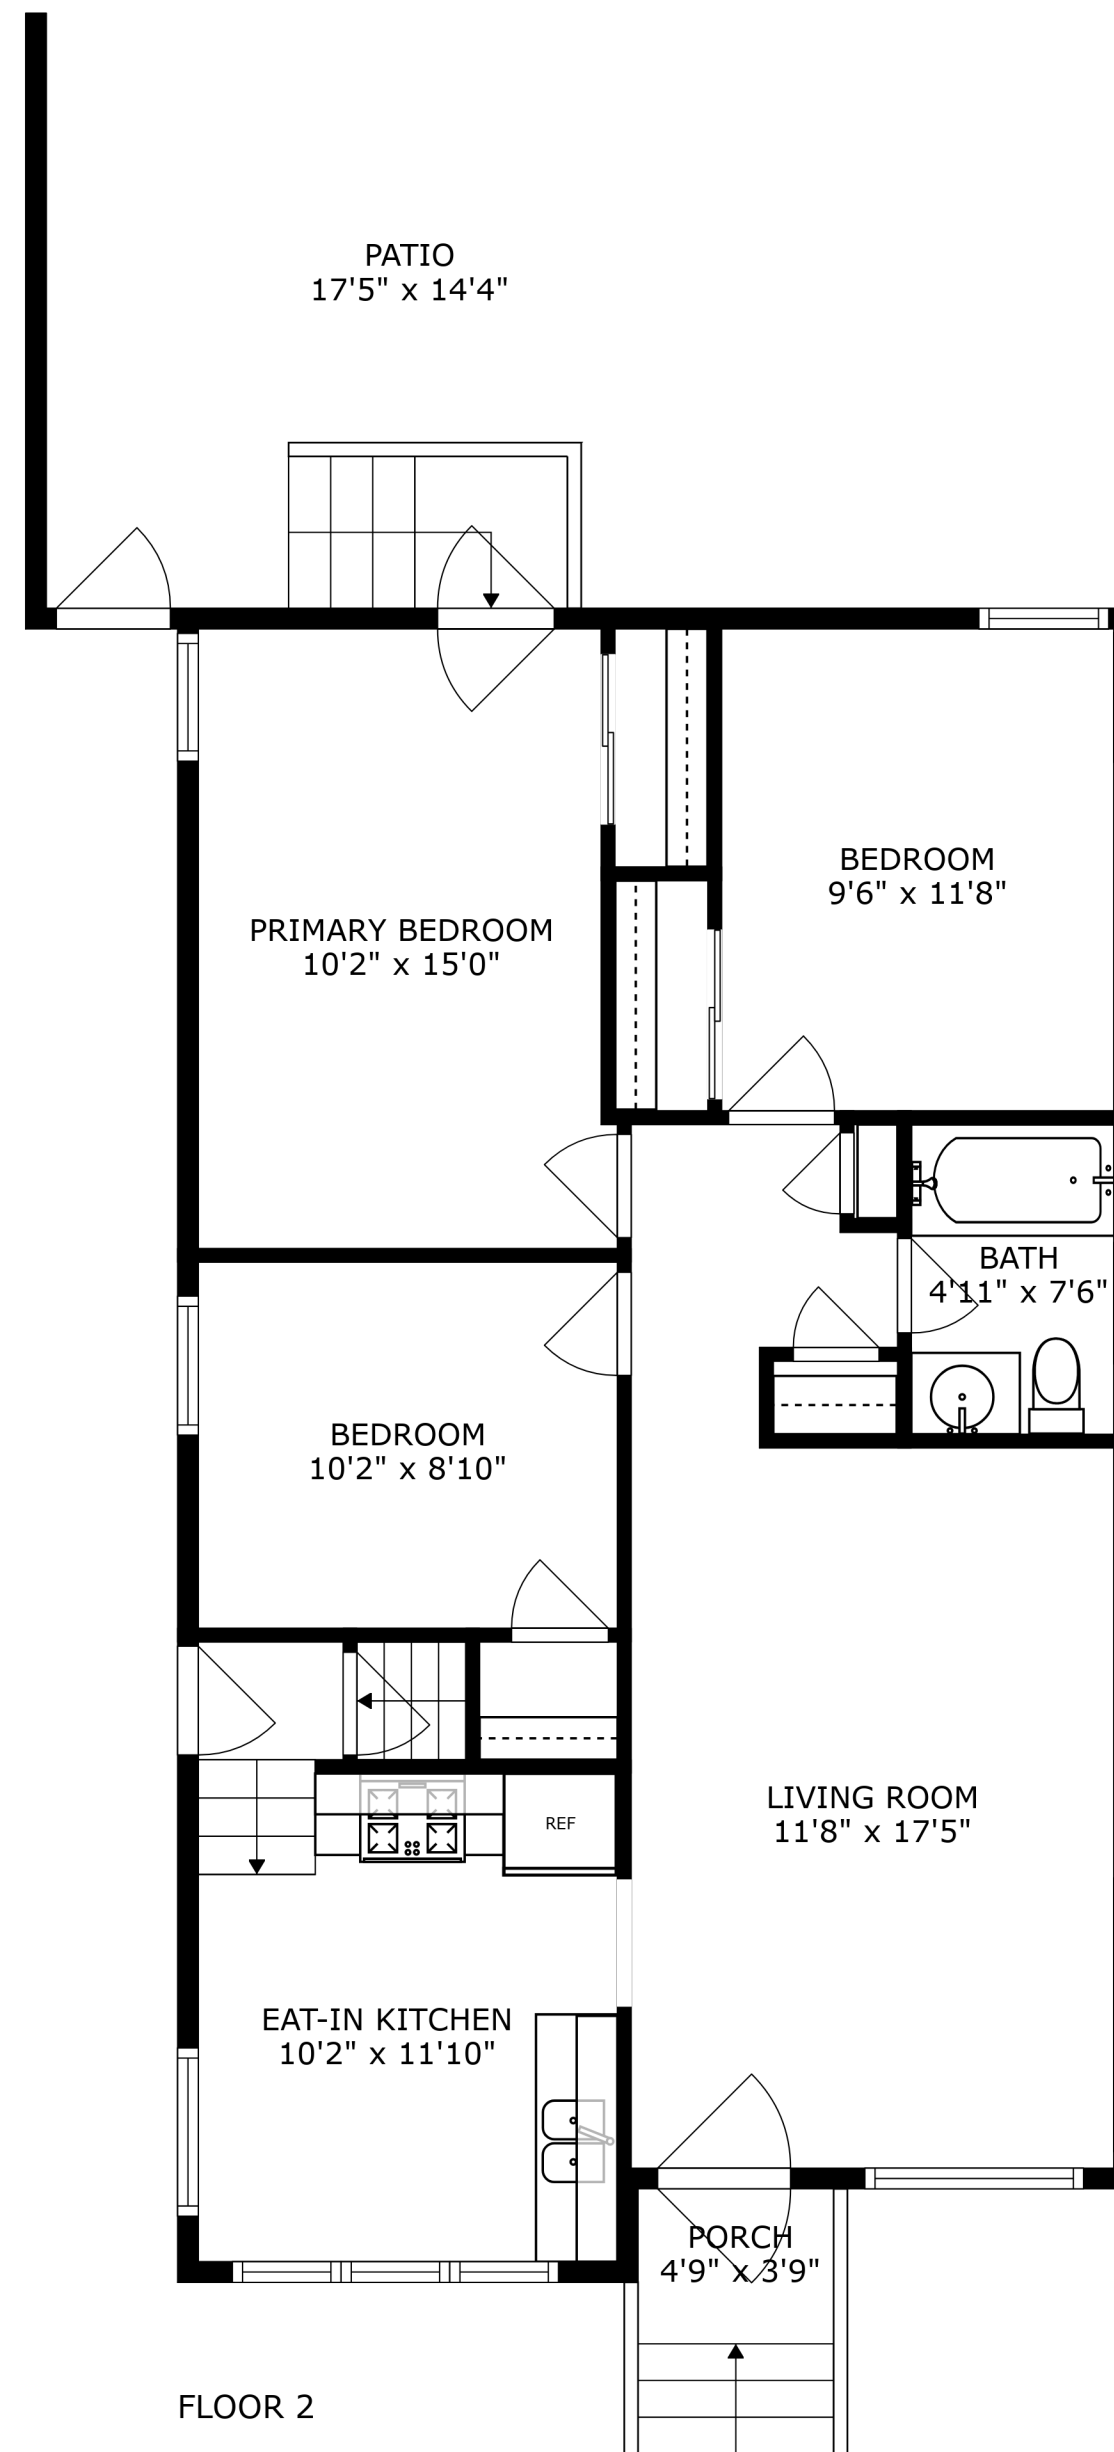 PATIO
17'5" x 14'4"
BEDROOM
9'6" x 11'8"
PRIMARY BEDROOM
10'2" x 15'0"
BATH
4'11" x 7'6"
BEDROOM
10'2" x 8'10"
LIVING ROOM
11'8" x 17'5"
REF
EAT-IN KITCHEN
10'2" x 11'10"
PORCH
4'9" x 3'9"
FLOOR 2